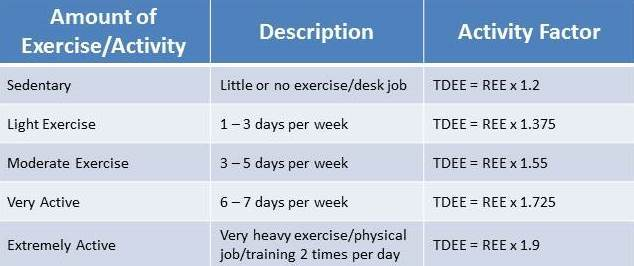 Amount of
Exercise/Activity
Description
Activity Factor
Sedentary
Little or no exercise/desk job
TDEE = REE x 1.2
Light Exercise
1 – 3 days per week
TDEE = REE x 1.375
Moderate Exercise
3 – 5 days per week
TDEE = REE x 1.55
Very Active
6 – 7 days per week
TDEE = REE x 1.725
Extremely Active
Very heavy exercise/physical
job/training 2 times per day
TDEE = REE x 1.9